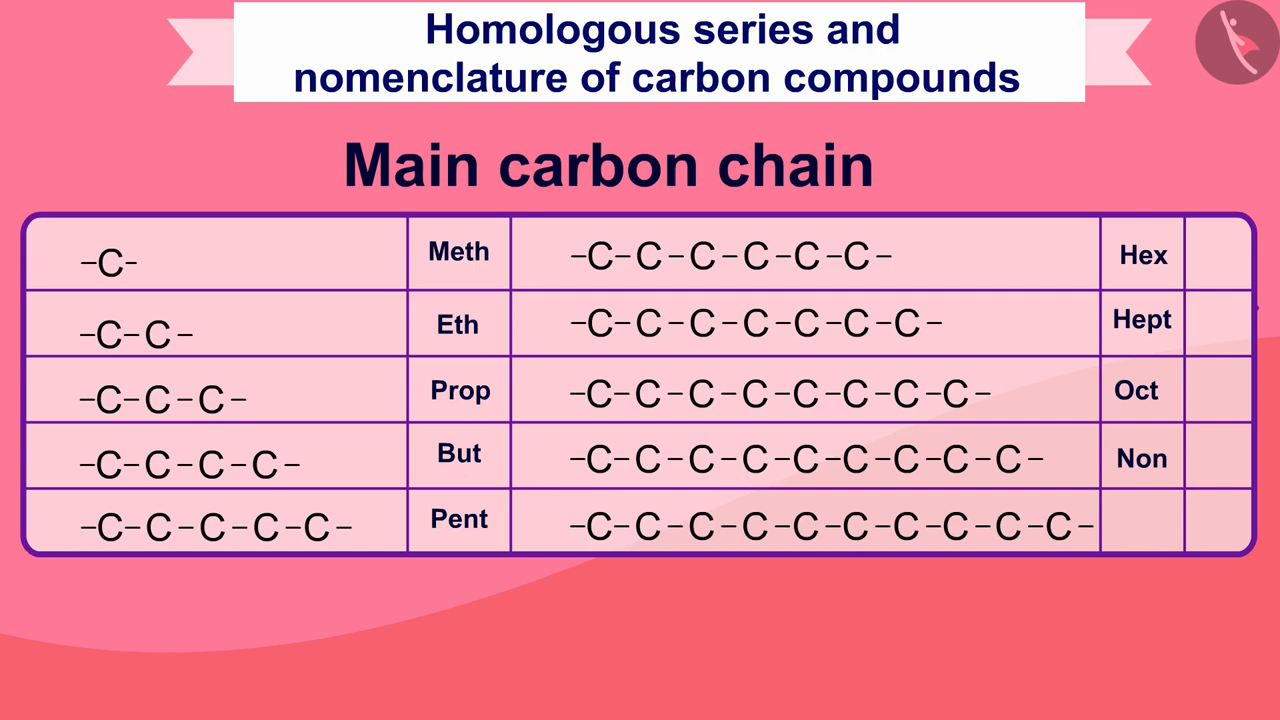 Homologous series and
nomenclature of carbon compounds
Main carbon chain
–C– Meth –C–C–C–C–C–C– Hex
–C–C– Eth –C–C–C–C–C–C–C– Hept
–C–C–C– Prop –C–C–C–C–C–C–C–C– Oct
–C–C–C–C– But –C–C–C–C–C–C–C–C–C– Non
–C–C–C–C–C– Pent –C–C–C–C–C–C–C–C–C–C–